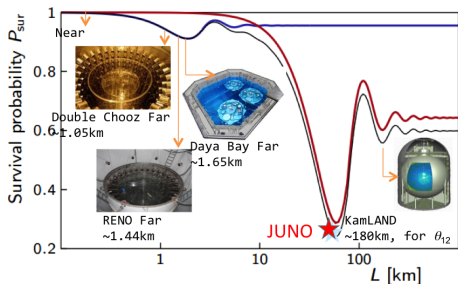 Survival probability P_sur
1
0.8
0.6
0.4
0.2
Near
Double Chooz Far
~1.05km
Daya Bay Far
~1.65km
RENO Far
~1.44km
JUNO
KamLAND
~180km, for θ₁₂
1
10
100
L [km]